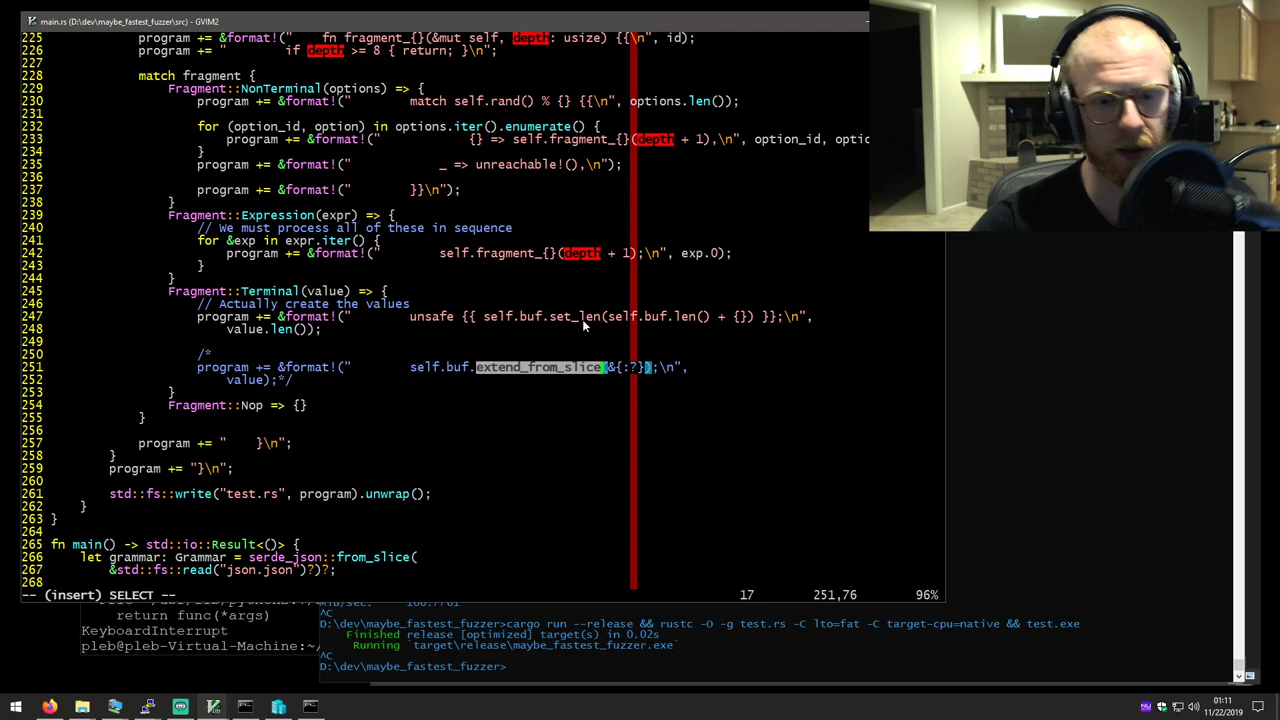 main.rs (D:\dev\maybe_fastest_fuzzer\src) - GVIM2
225 program += &format!("    fn fragment_{}(&mut self, depth: usize) {{\n", id);
226 program += "        if depth >= 8 { return; }\n";
227
228 match fragment {
229 Fragment::NonTerminal(options) => {
230 program += &format!("        match self.rand() % {} {{\n", options.len());
231
232 for (option_id, option) in options.iter().enumerate() {
233 program += &format!("            {} => self.fragment_{}(depth + 1),\n", option_id, optio
234 }
235 program += &format!("            _ => unreachable!(),\n");
236
237 program += &format!("        }}\n");
238 }
239 Fragment::Expression(expr) => {
240 // We must process all of these in sequence
241 for &exp in expr.iter() {
242 program += &format!("        self.fragment_{}(depth + 1);\n", exp.0);
243 }
244 }
245 Fragment::Terminal(value) => {
246 // Actually create the values
247 program += &format!("        unsafe {{ self.buf.set_len(self.buf.len() + {}) }};\n",
248 value.len());
249
250 /*
251 program += &format!("        self.buf.extend_from_slice(&{:?});\n",
252 value);*/
253 }
254 Fragment::Nop => {}
255 }
256
257 program += "    }\n";
258 }
259 program += "}\n";
260
261 std::fs::write("test.rs", program).unwrap();
262 }
263 }
264
265 fn main() -> std::io::Result<()> {
266 let grammar: Grammar = serde_json::from_slice(
267 &std::fs::read("json.json")?)?;
268
-- (insert) SELECT -- 17 251,76 96%
return func(*args)
KeyboardInterrupt
pleb@pleb-Virtual-Machine:~/
^C
D:\dev\maybe_fastest_fuzzer>cargo run --release && rustc -O -g test.rs -C lto=fat -C target-cpu=native && test.exe
Finished release [optimized] target(s) in 0.02s
Running `target\release\maybe_fastest_fuzzer.exe`
^C
D:\dev\maybe_fastest_fuzzer>
01:11
11/22/2019